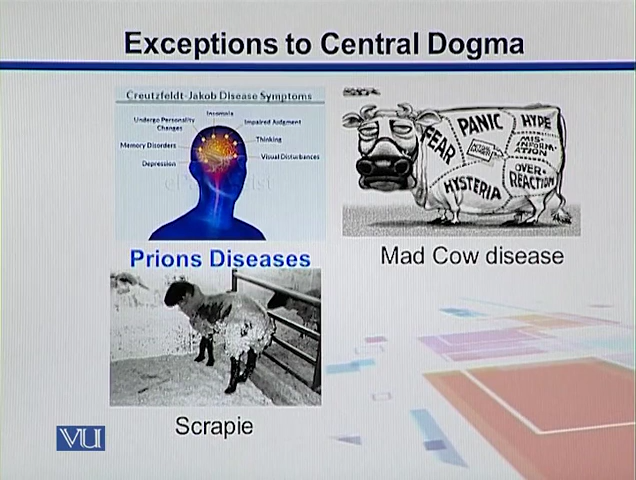 Exceptions to Central Dogma
Creutzfeldt-Jakob Disease Symptoms
Insomnia
Undergo Personality
Changes
Impaired Judgment
Thinking
Memory Disorders
Visual Disturbances
Depression
FEAR
PANIC
HYPE
MIS-
INFORM-
ATION
HYSTERIA
OVER-
REACTION
Prions Diseases
Mad Cow disease
Scrapie
VU